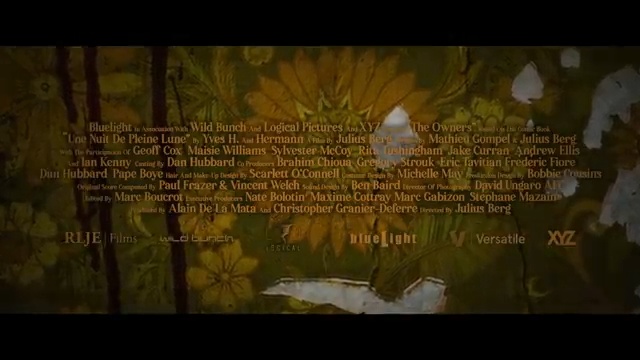 Bluelight In Association With Wild Bunch And Logical Pictures And XYZ "The Owners" Based On The Comic Book
"Une Nuit De Pleine Lune" By Yves H. And Hermann A Film By Julius Berg Mathieu Gompel & Julius Berg
With The Participation Of Geoff Cox Maisie Williams Sylvester McCoy Rita Tushingham Jake Curran Andrew Ellis
And Ian Kenny Casting By Dan Hubbard Co Producers Ibrahim Chioua Gregory Strouk Eric Tavitian Frederic Fiore
Dan Hubbard Pape Boye Hair And Make-Up Design By Scarlett O'Connell Costume Design By Michelle May Production Design By Bobbie Cousins
Original Score Composed By Paul Frazer & Vincent Welch Sound Design By Ben Baird Director Of Photography David Ungaro AFC
Edited By Marc Boucrot Executive Producers Nate Bolotin Maxime Cottray Marc Gabizon Stephane Mazalaigue
Alain De La Mata And Christopher Granier-Deferre Directed By Julius Berg
RLJE Films wild bunch LOGICAL bluelight V Versatile XYZ